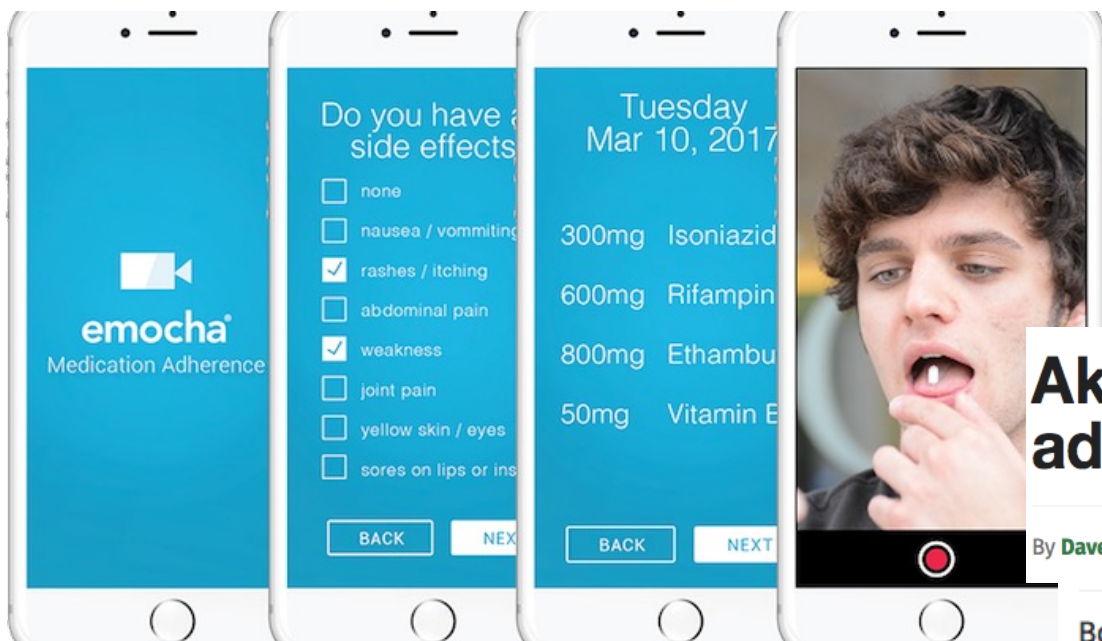 emocha®
Medication Adherence
Do you have
side effects
none
nausea / vommiting
rashes / itching
abdominal pain
weakness
joint pain
yellow skin / eyes
sores on lips or
BACK
Tuesday
Mar 10, 2017
300mg Isoniazid
600mg Rifampin
800mg Ethambu
50mg Vitamin
BACK NEXT
Ak
ad
By Dave